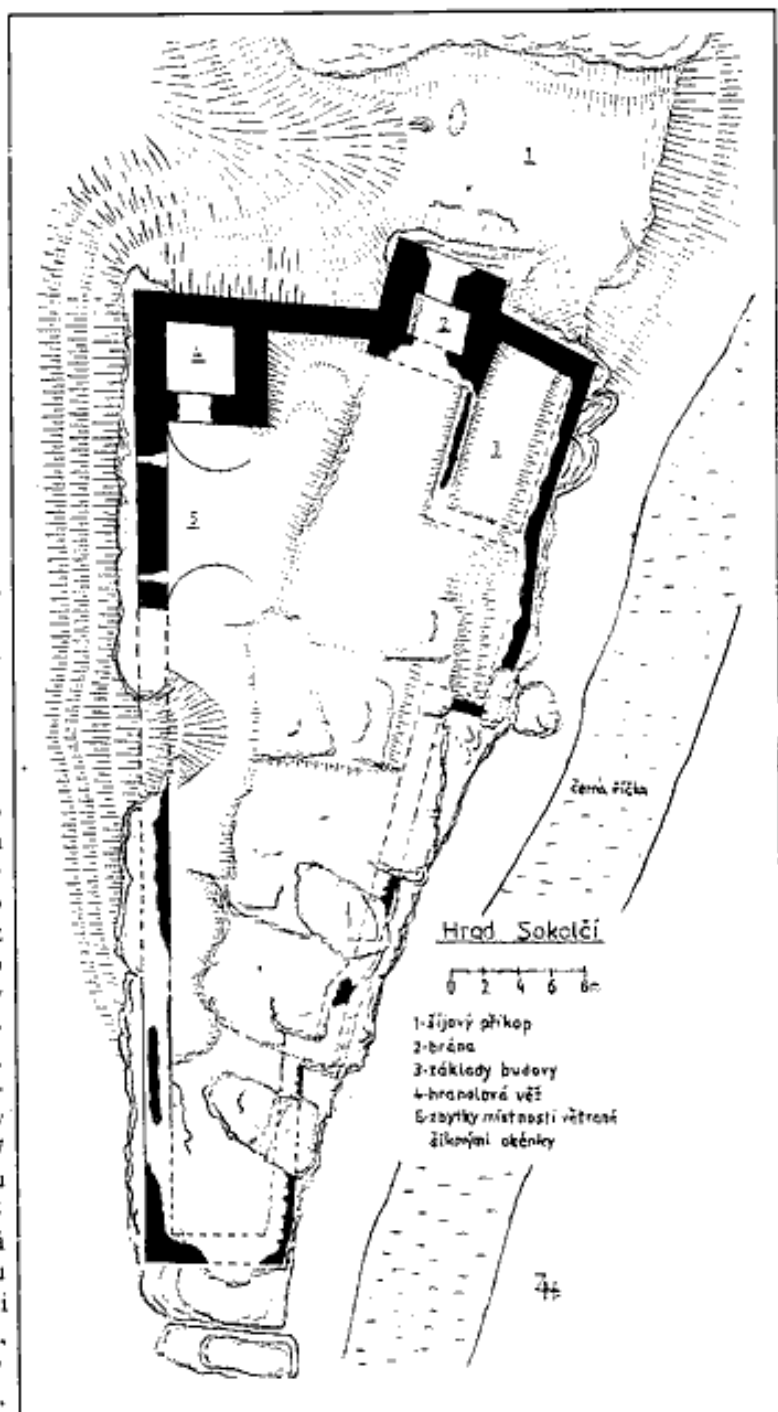 1
2
4
3
5
černá říčka
Hrad Sokolčí
0 2 4 6 8m
1-šíjový příkop
2-brána
3-základy budovy
4-hranolová věž
5-zbytky místnosti větrané
šikmými okénky